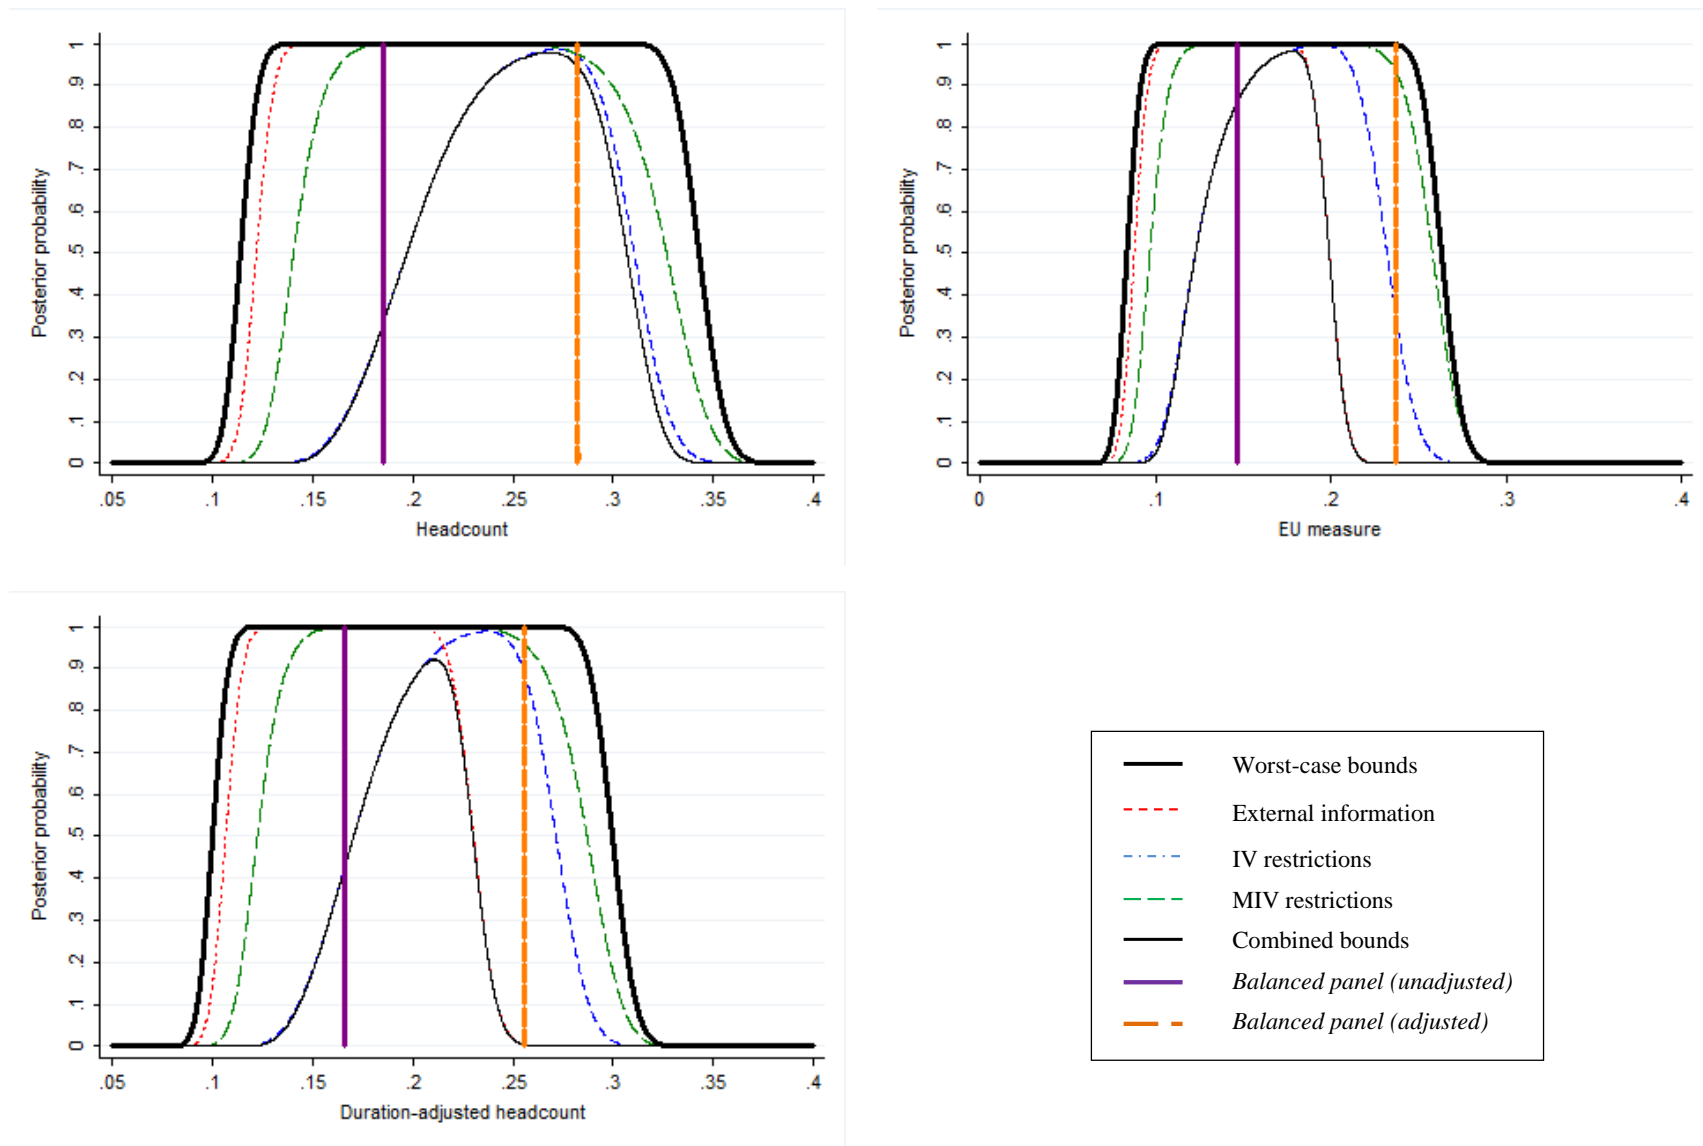 Posterior probability
1
.9
.8
.7
.6
.5
.4
.3
.2
.1
0
.05 .1 .15 .2 .25 .3 .35 .4
Headcount
Posterior probability
1
.9
.8
.7
.6
.5
.4
.3
.2
.1
0
0 .1 .2 .3 .4
EU measure
Posterior probability
1
.9
.8
.7
.6
.5
.4
.3
.2
.1
0
.05 .1 .15 .2 .25 .3 .35 .4
Duration-adjusted headcount
Worst-case bounds
External information
IV restrictions
MIV restrictions
Combined bounds
Balanced panel (unadjusted)
Balanced panel (adjusted)